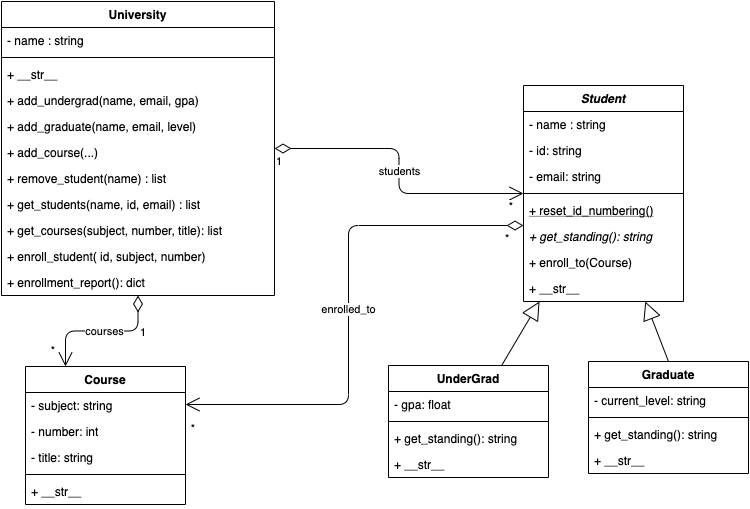 University
- name : string
+ __str__
+ add_undergrad(name, email, gpa)
+ add_graduate(name, email, level)
+ add_course(...)
+ remove_student(name) : list
+ get_students(name, id, email) : list
+ get_courses(subject, number, title): list
+ enroll_student( id, subject, number)
+ enrollment_report(): dict
1
students
*
Student
- name : string
- id: string
- email: string
+ reset_id_numbering()
+ get_standing(): string
+ enroll_to(Course)
+ __str__
*
enrolled_to
*
1
courses
*
Course
- subject: string
- number: int
- title: string
+ __str__
UnderGrad
- gpa: float
+ get_standing(): string
+ __str__
Graduate
- current_level: string
+ get_standing(): string
+ __str__